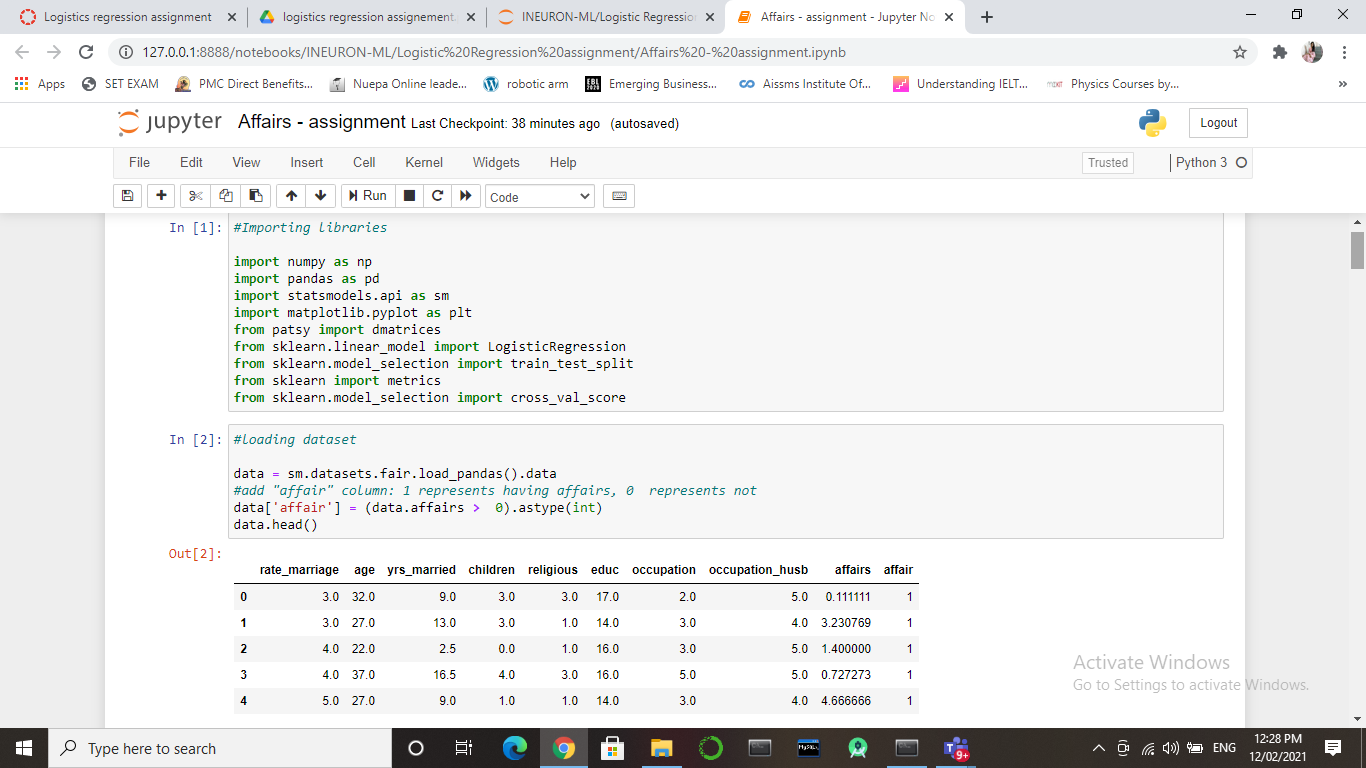 Logistics regression assignment
logistics regression assignement.
INEURON-ML/Logistic Regressio
Affairs - assignment - Jupyter No
127.0.0.1:8888/notebooks/INEURON-ML/Logistic%20Regression%20assignment/Affairs%20-%20assignment.ipynb
Apps SET EXAM PMC Direct Benefits... Nuepa Online leade... robotic arm EBL 2020 Emerging Business... Aissms Institute Of... Understanding IELT... Physics Courses by... »
jupyter Affairs - assignment Last Checkpoint: 38 minutes ago (autosaved) Logout
File Edit View Insert Cell Kernel Widgets Help Trusted Python 3
Run Code
In [1]: #Importing libraries
import numpy as np
import pandas as pd
import statsmodels.api as sm
import matplotlib.pyplot as plt
from patsy import dmatrices
from sklearn.linear_model import LogisticRegression
from sklearn.model_selection import train_test_split
from sklearn import metrics
from sklearn.model_selection import cross_val_score
In [2]: #loading dataset
data = sm.datasets.fair.load_pandas().data
#add "affair" column: 1 represents having affairs, 0  represents not
data['affair'] = (data.affairs >  0).astype(int)
data.head()
Out[2]:
rate_marriage age yrs_married children religious educ occupation occupation_husb affairs affair
0 3.0 32.0 9.0 3.0 3.0 17.0 2.0 5.0 0.111111 1
1 3.0 27.0 13.0 3.0 1.0 14.0 3.0 4.0 3.230769 1
2 4.0 22.0 2.5 0.0 1.0 16.0 3.0 5.0 1.400000 1
3 4.0 37.0 16.5 4.0 3.0 16.0 5.0 5.0 0.727273 1
4 5.0 27.0 9.0 1.0 1.0 14.0 3.0 4.0 4.666666 1
Activate Windows
Go to Settings to activate Windows.
Type here to search
MySQL
T 9+
ENG
12:28 PM
12/02/2021